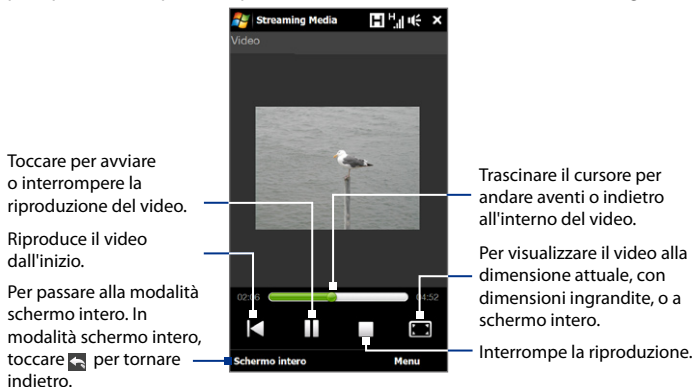 Streaming Media
Video
Toccare per avviare
o interrompere la
riproduzione del video.
Riproduce il video
dall'inizio.
Per passare alla modalità
schermo intero. In
modalità schermo intero,
toccare per tornare
indietro.
Trascinare il cursore per
andare aventi o indietro
all'interno del video.
Per visualizzare il video alla
dimensione attuale, con
dimensioni ingrandite, o a
schermo intero.
Interrompe la riproduzione.
02:06
04:52
Schermo intero
Menu